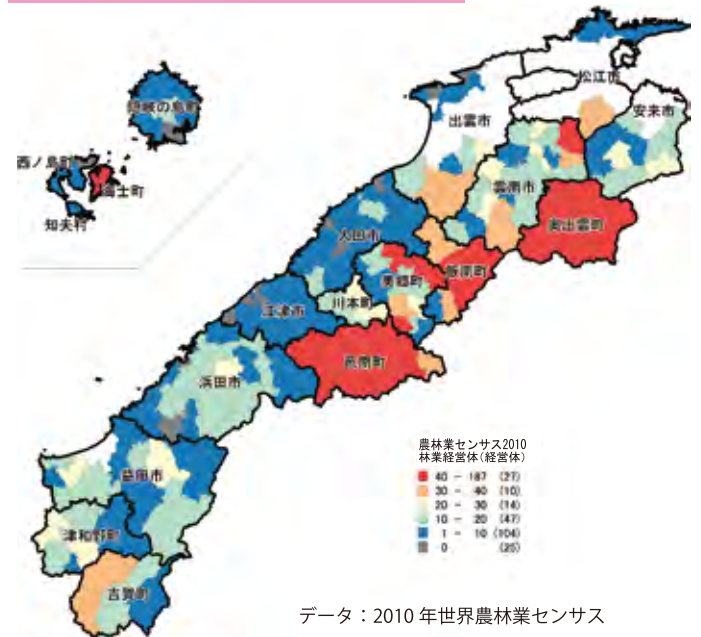 松江市
安来市
出雲市
隠岐の島町
西ノ島町
海士町
知夫村
雲南市
奥出雲町
大田市
飯南町
美郷町
川本町
江津市
邑南町
浜田市
益田市
津和野町
吉賀町
農林業センサス2010
林業経営体(経営体)
40 - 187 (27)
30 - 40 (10)
20 - 30 (14)
10 - 20 (47)
1 - 10 (104)
0 (25)
データ：2010 年世界農林業センサス